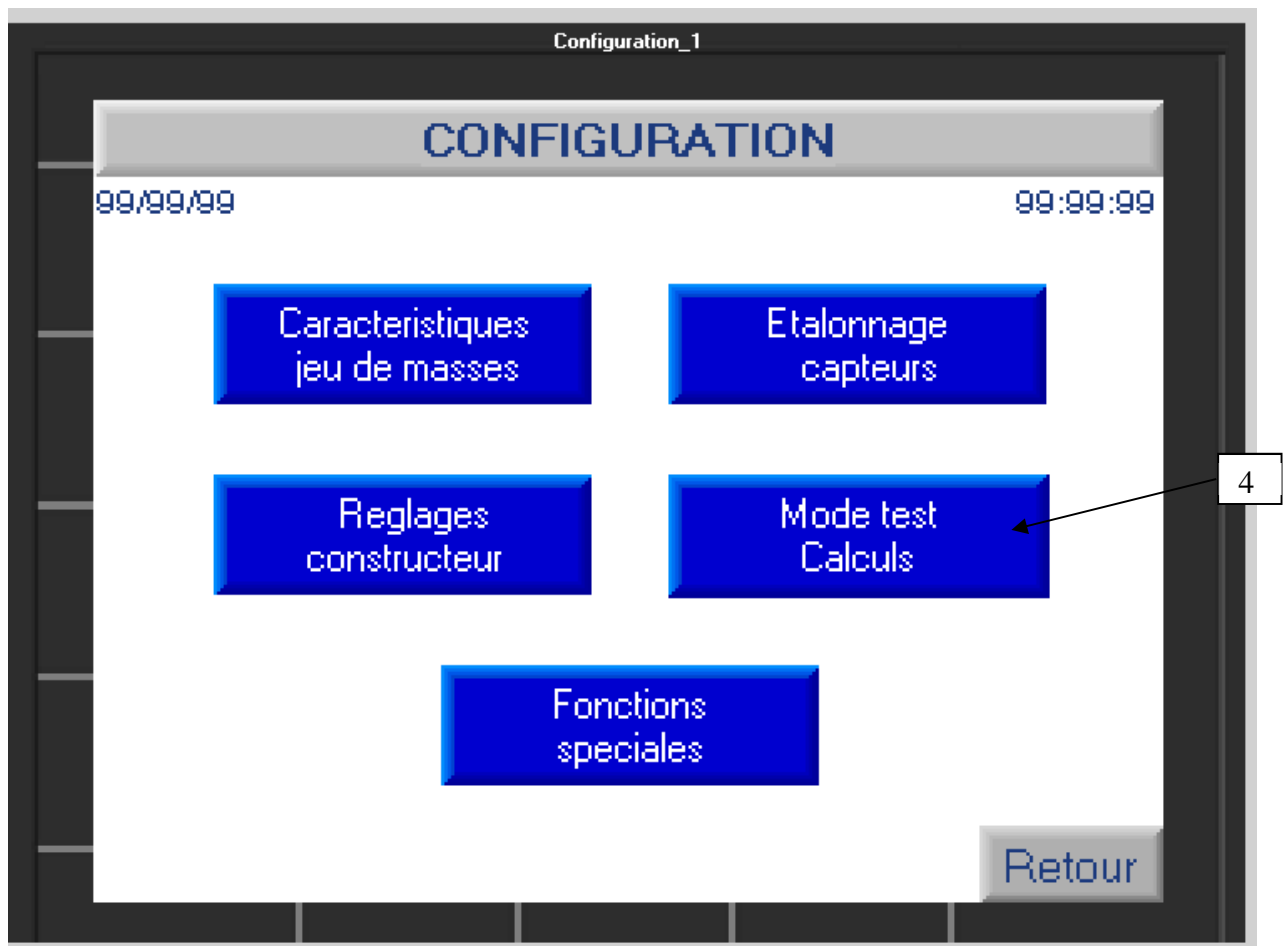 Configuration_1
CONFIGURATION
99/99/99
99:99:99
Caracteristiques
jeu de masses
Etalonnage
capteurs
Reglages
constructeur
Mode test
Calculs
4
Fonctions
speciales
Retour